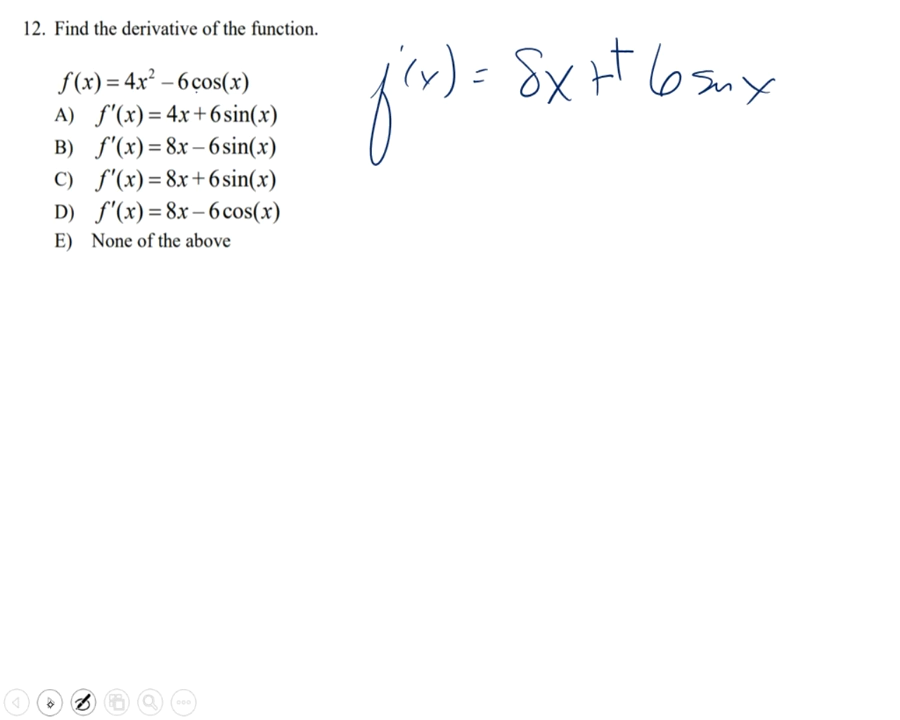 12. Find the derivative of the function.
f(x) = 4x² – 6cos(x)
A) f'(x) = 4x + 6sin(x)
B) f'(x) = 8x – 6sin(x)
C) f'(x) = 8x + 6sin(x)
D) f'(x) = 8x – 6cos(x)
E) None of the above
f'(x) = 8x ++ 6 sin x